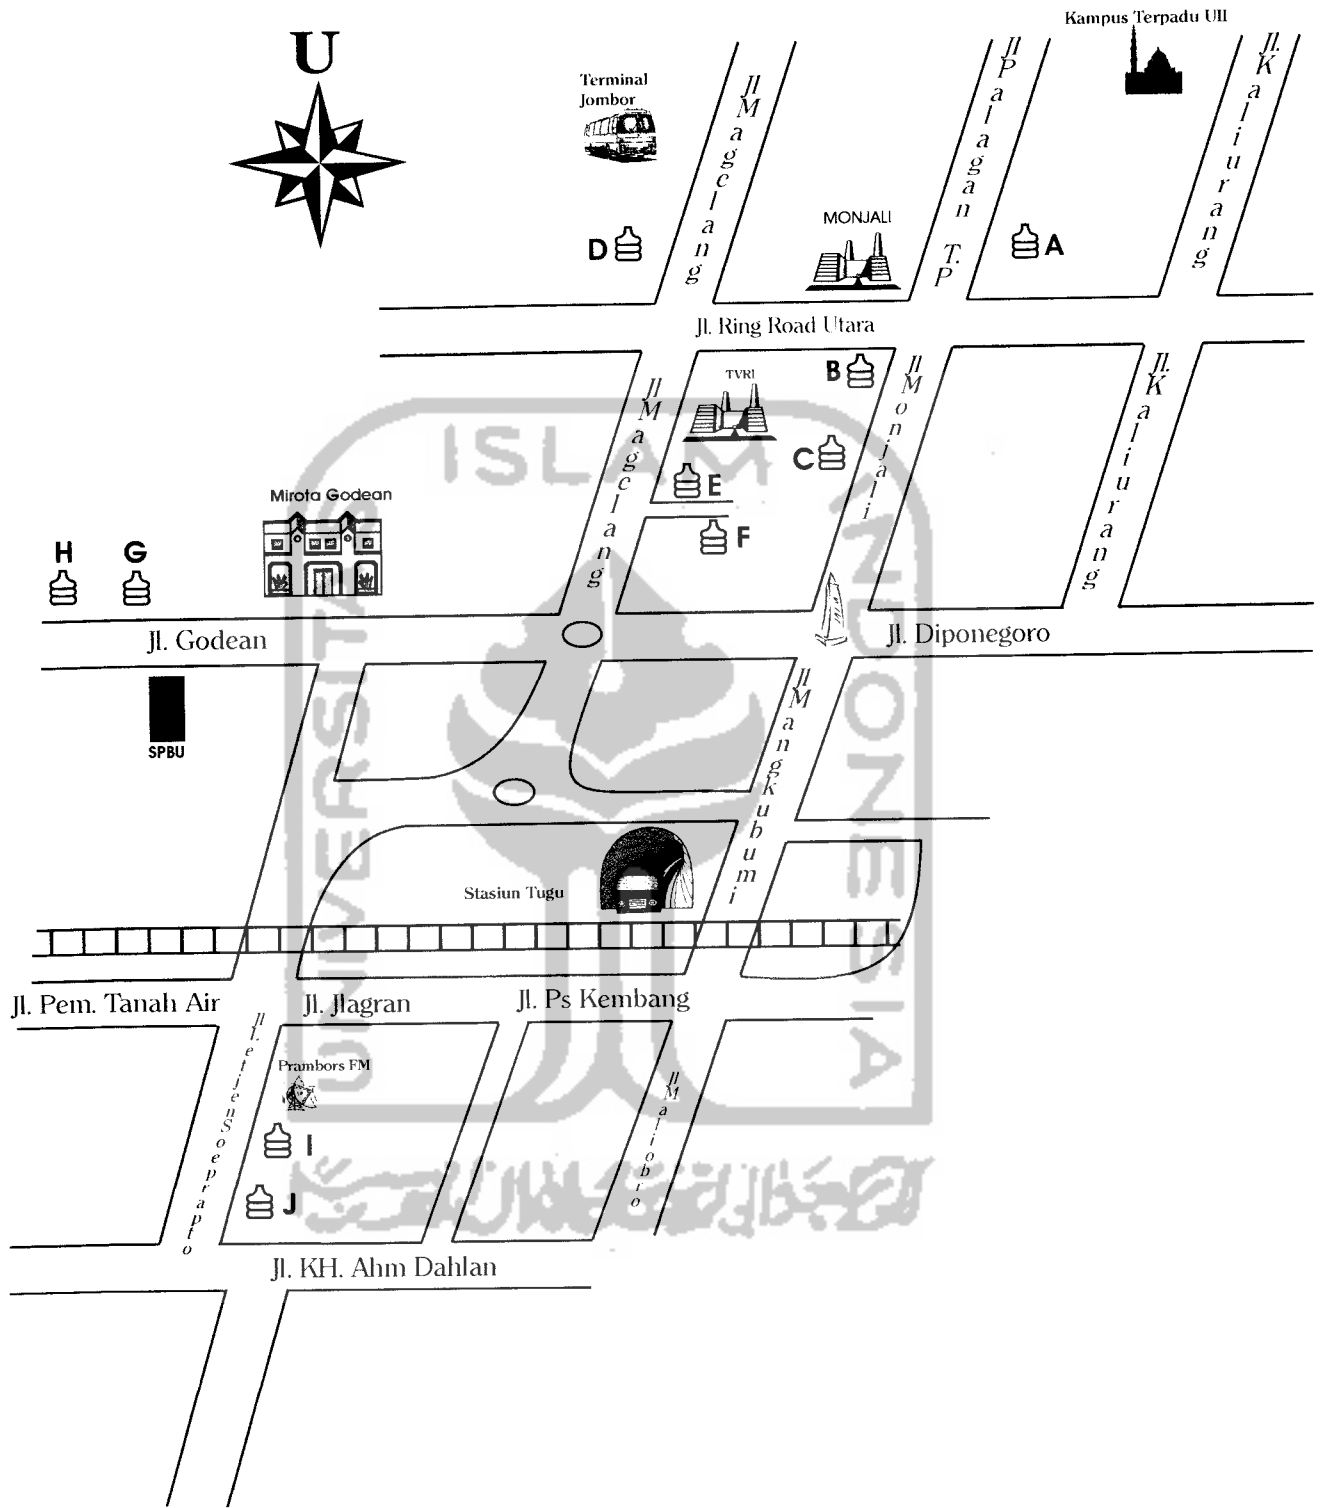 Kampus Terpadu UII
U
Terminal
Jombor
Jl Magelang
Jl Palagan T.P
Jl. Kaliurang
MONJALI
D
A
Jl. Ring Road Utara
B
TVRI
Jl Magelang
Jl Monjali
Jl. Kaliurang
C
E
F
Mirota Godean
H
G
Jl. Godean
Jl. Diponegoro
SPBU
Jl Mangkubumi
Stasiun Tugu
Jl. Pem. Tanah Air
Jl. Jlagran
Jl. Ps Kembang
Jl Letjen Soeprapto
Prambors FM
Jl Maliobro
I
J
Jl. KH. Ahm Dahlan
UNIVERSITAS
ISLAM
INDONESIA